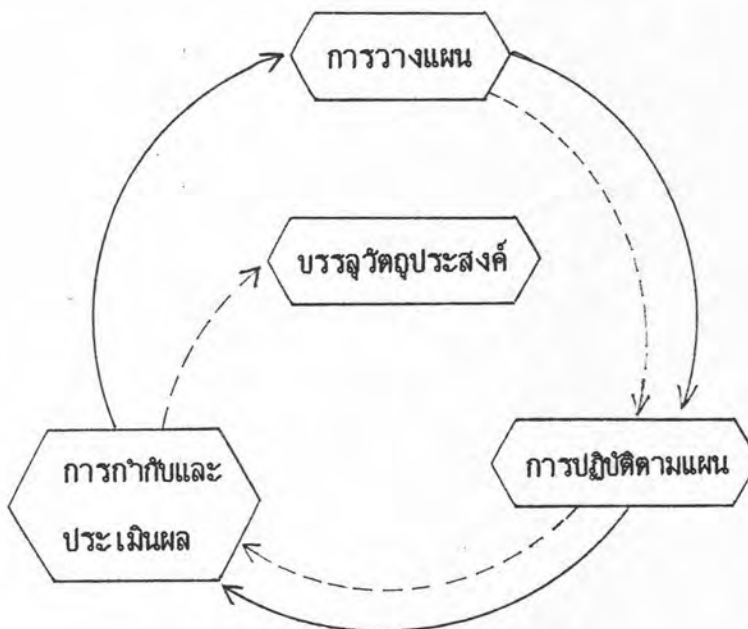 การวางแผน
บรรลุวัตถุประสงค์
การปฏิบัติตามแผน
การกำกับและ
ประเมินผล